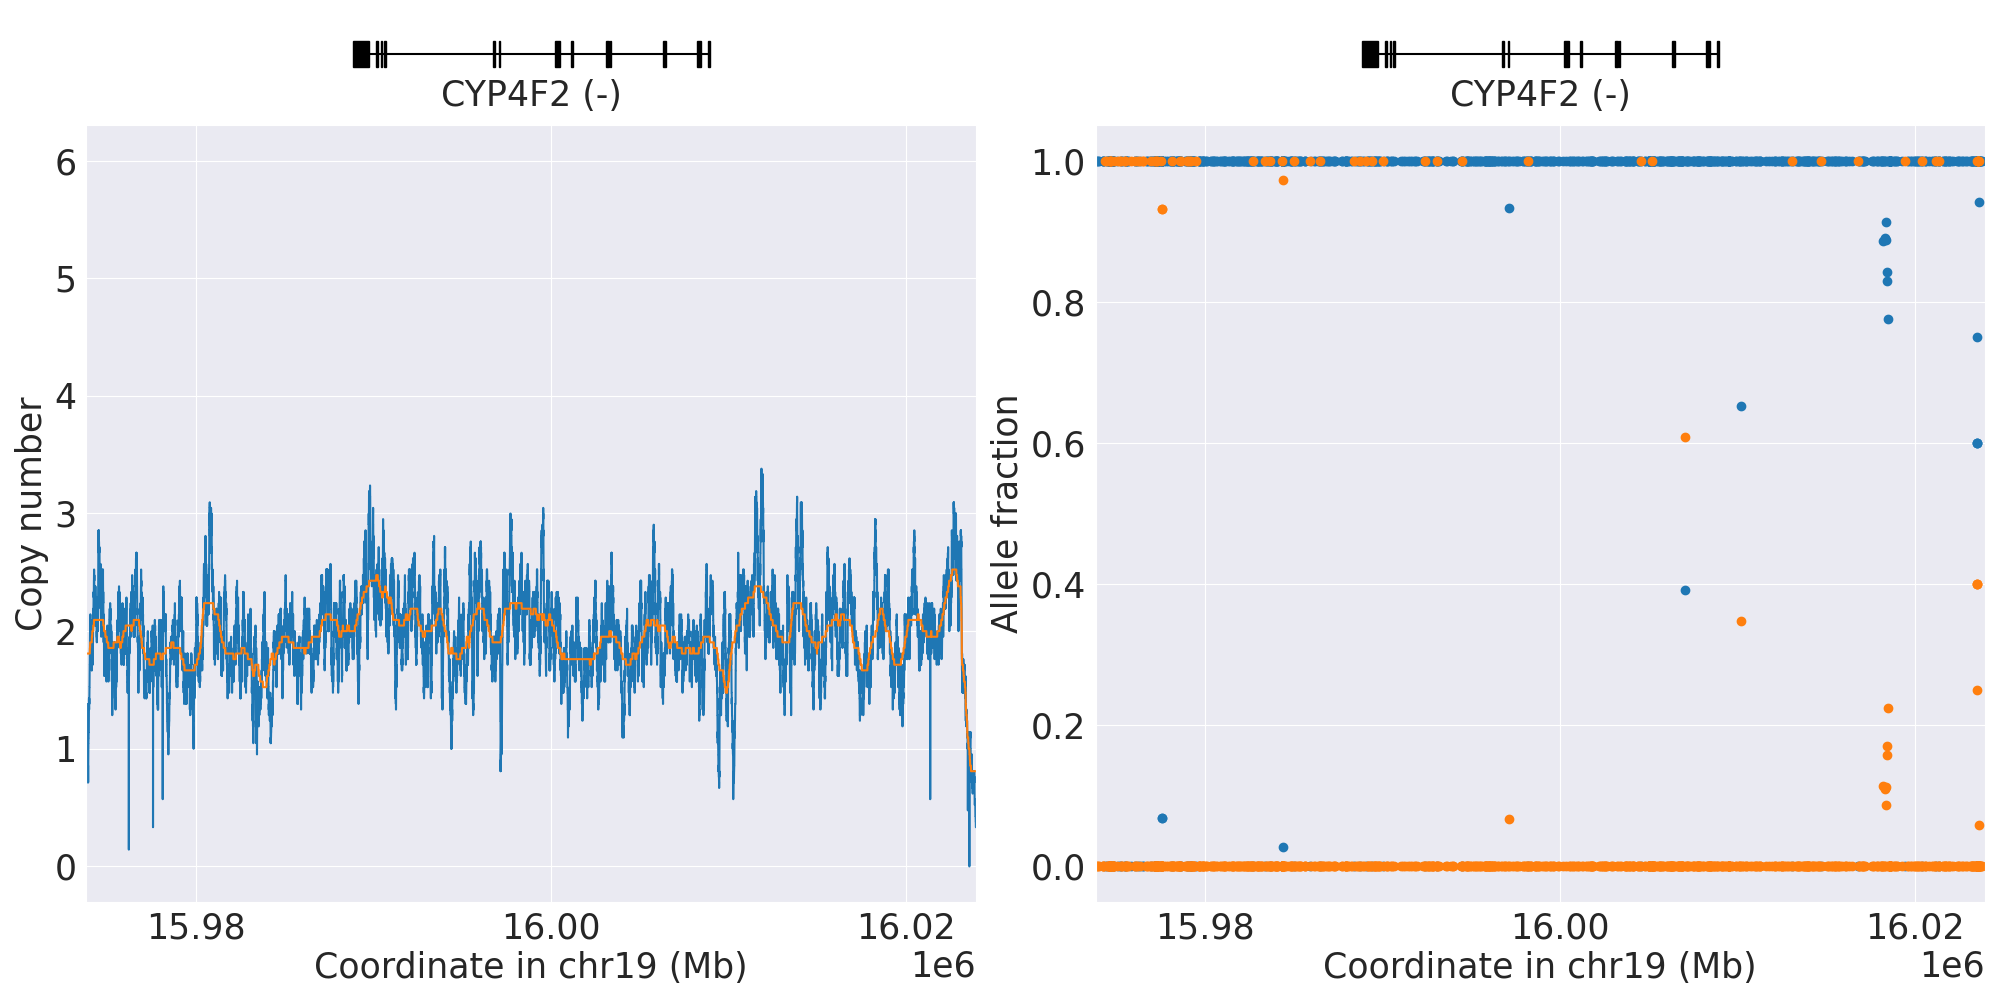 CYP4F2 (-)
CYP4F2 (-)
Copy number
6
5
4
3
2
1
0
15.98
16.00
16.02
Coordinate in chr19 (Mb)
1e6
Allele fraction
1.0
0.8
0.6
0.4
0.2
0.0
15.98
16.00
16.02
Coordinate in chr19 (Mb)
1e6